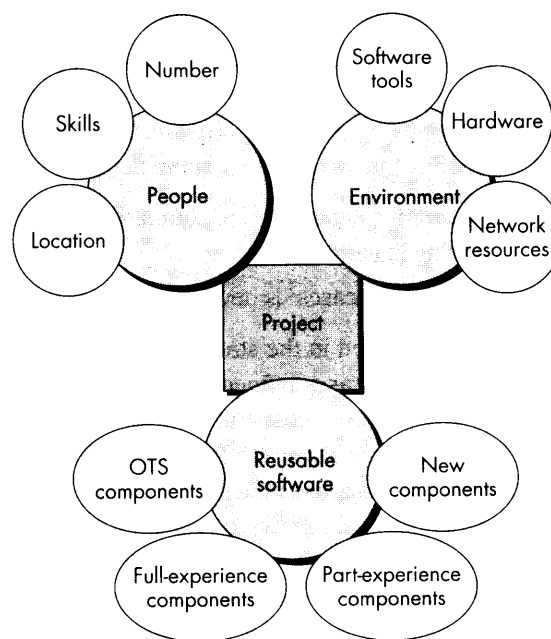 Number
Skills
Location
People
Software
tools
Hardware
Network
resources
Environment
Project
Reusable
software
OTS
components
Full-experience
components
Part-experience
components
New
components